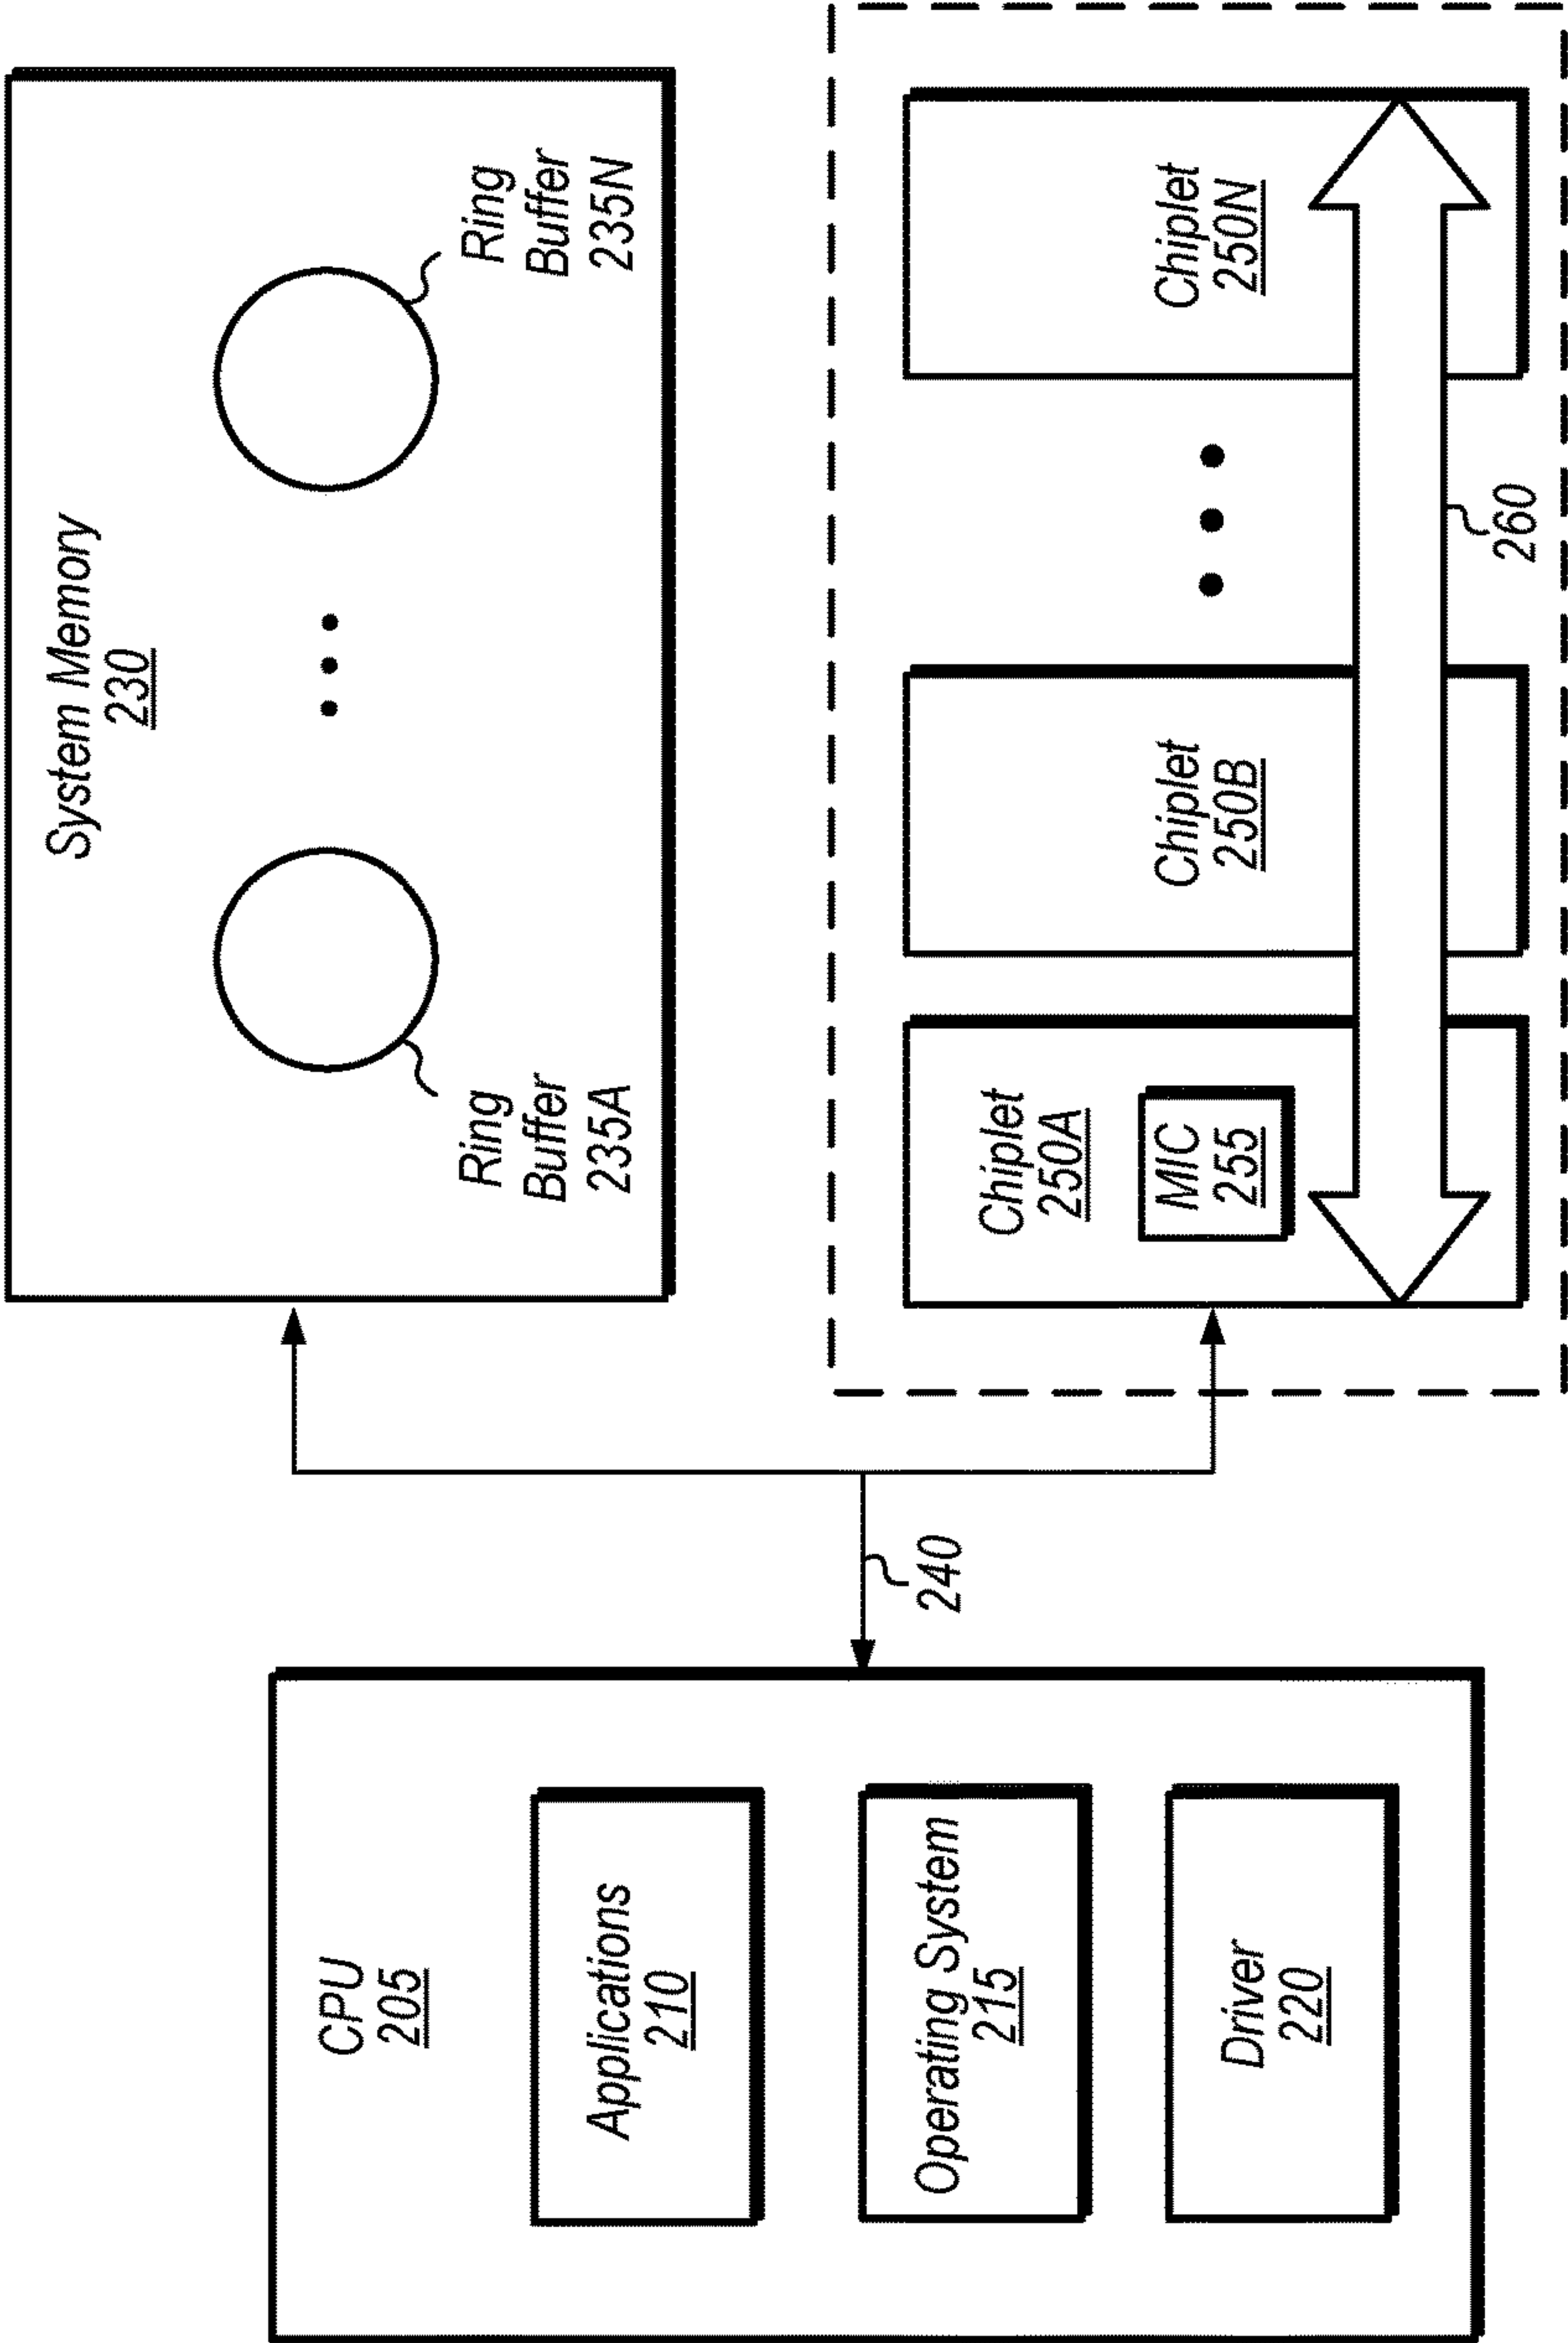 CPU
205
Applications
210
Operating System
215
Driver
220
240
System Memory
230
Ring
Buffer
235A
Ring
Buffer
235N
Chiplet
250A
MIC
255
Chiplet
250B
Chiplet
250N
260